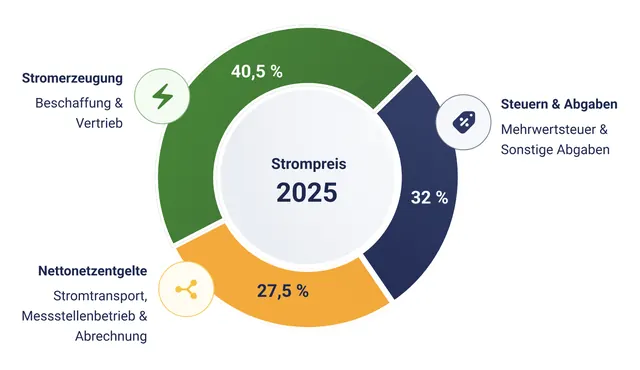 Stromerzeugung
Beschaffung &
Vertrieb
40,5 %
Steuern & Abgaben
Mehrwertsteuer &
Sonstige Abgaben
32 %
Strompreis
2025
Nettonetzentgelte
Stromtransport,
Messstellenbetrieb &
Abrechnung
27,5 %